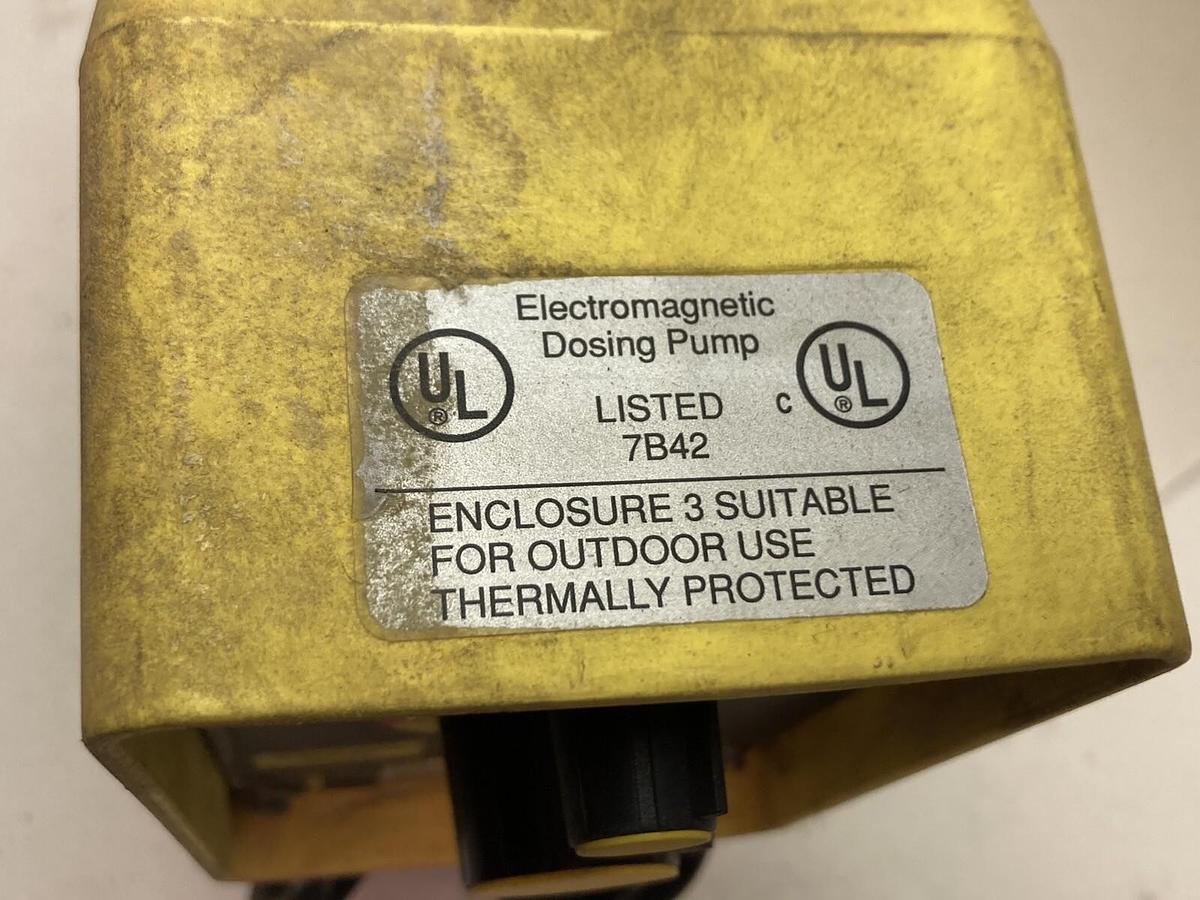 Electromagnetic
Dosing Pump
UL® LISTED c UL®
7B42
ENCLOSURE 3 SUITABLE
FOR OUTDOOR USE
THERMALLY PROTECTED